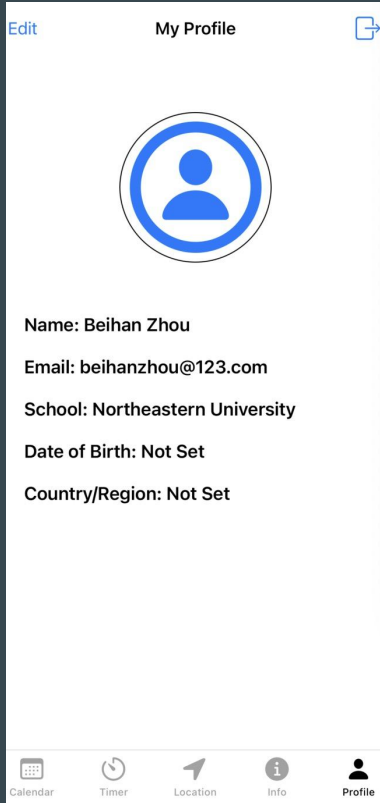 Edit My Profile
Name: Beihan Zhou
Email: beihanzhou@123.com
School: Northeastern University
Date of Birth: Not Set
Country/Region: Not Set
Calendar Timer Location Info Profile